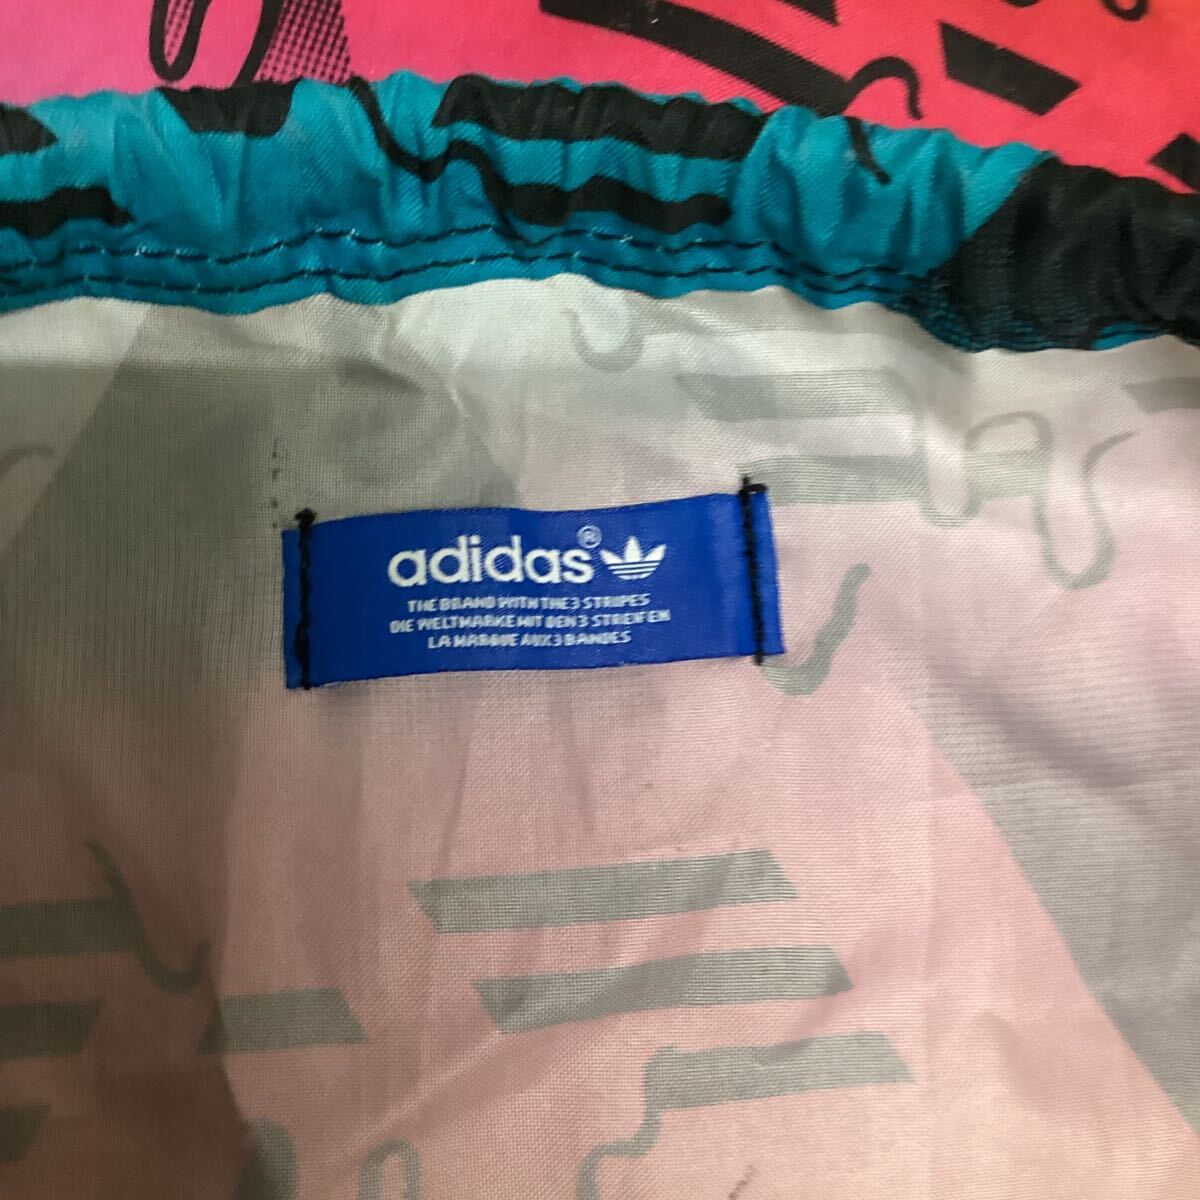 adidas®
THE BRAND WITH THE 3 STRIPES
DIE WELTMARKE MIT DEN 3 STREIFEN
LA MARQUE AUX 3 BANDES